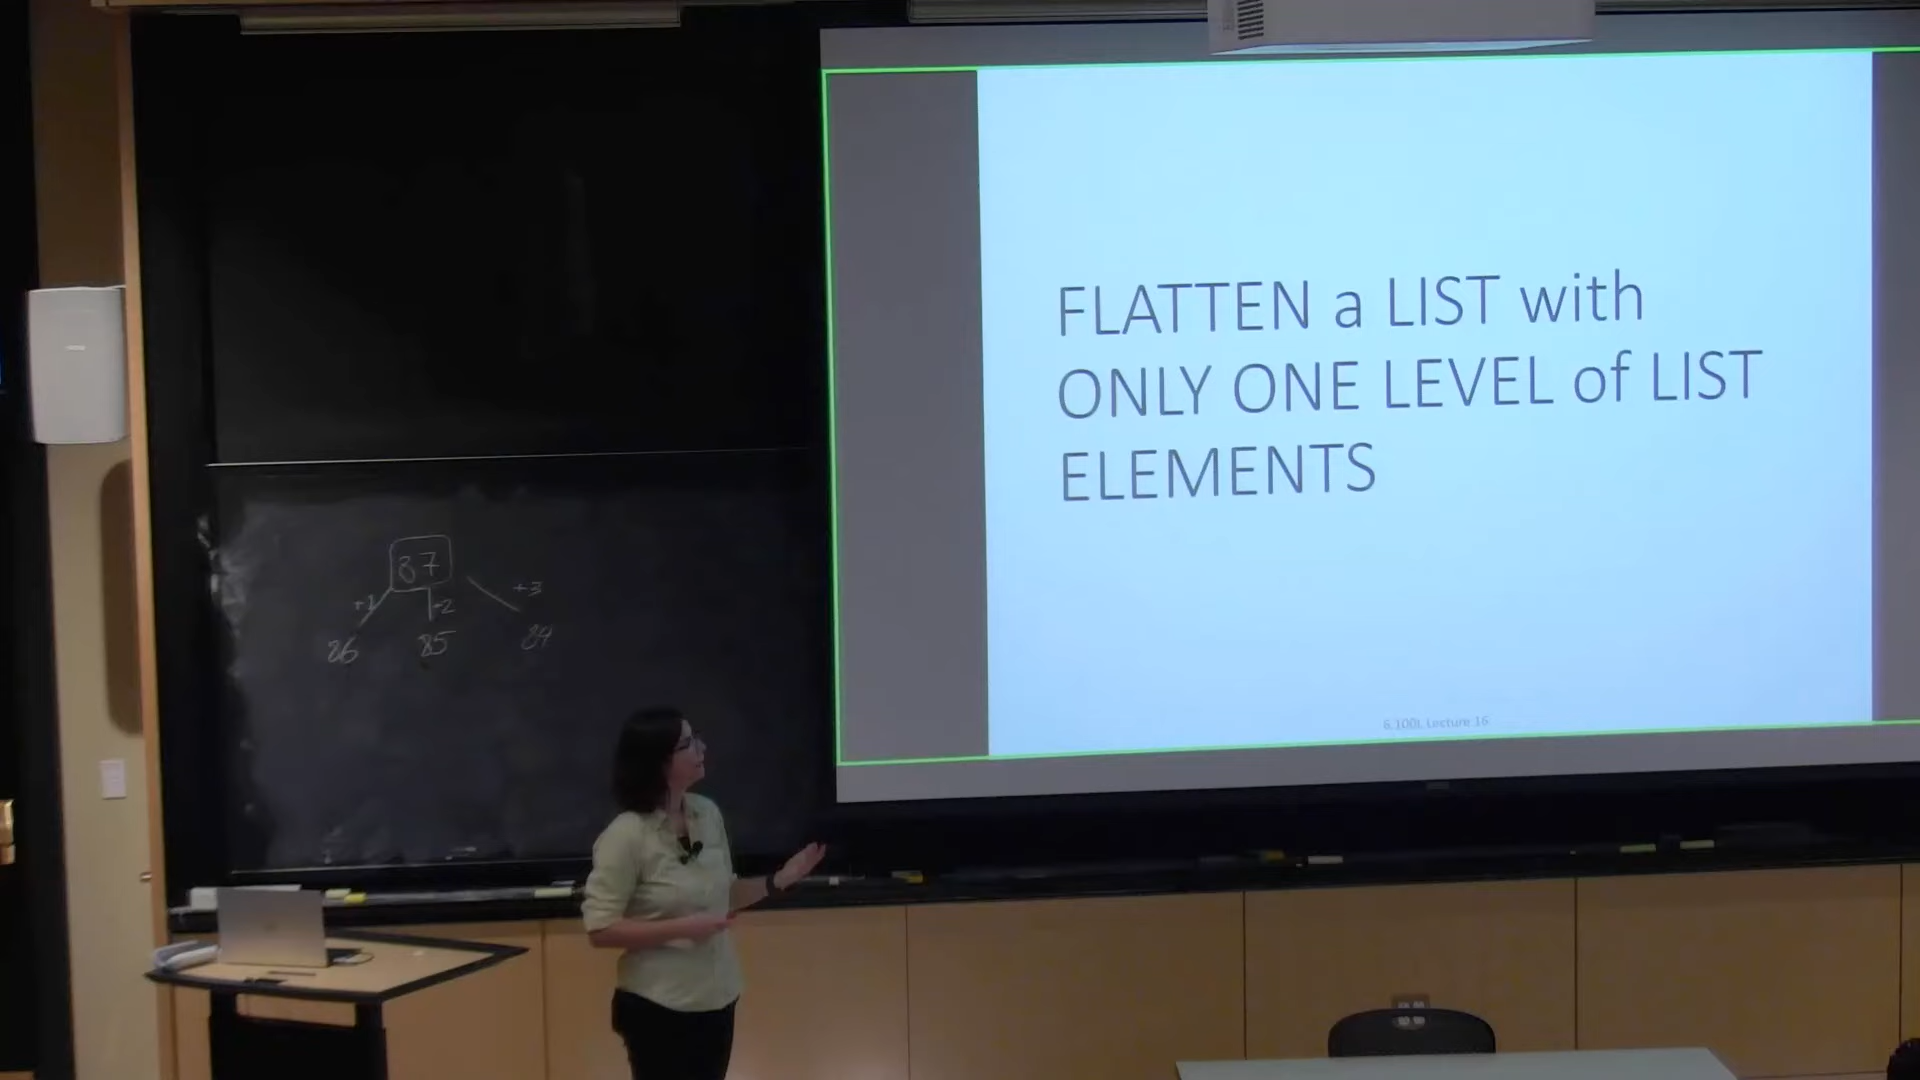 FLATTEN a LIST with
ONLY ONE LEVEL of LIST
ELEMENTS
6.100L Lecture 16
87
+1 +2 +3
86 85 84